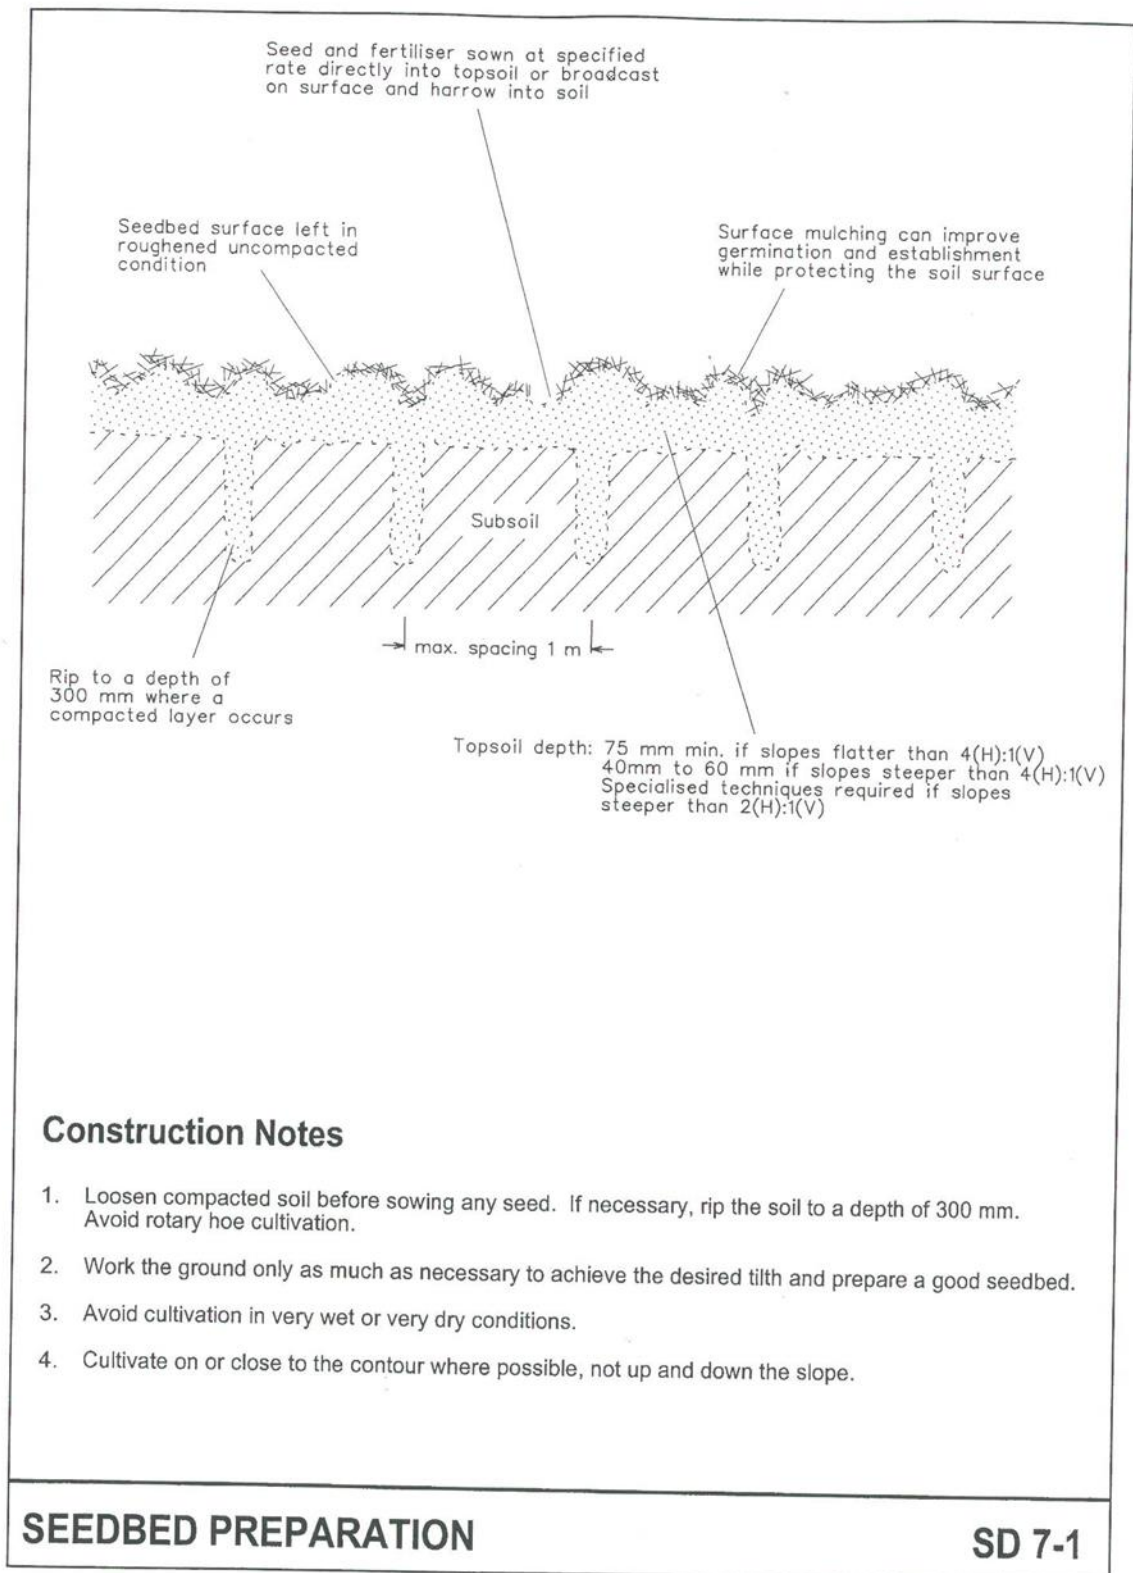 Seed and fertiliser sown at specified
rate directly into topsoil or broadcast
on surface and harrow into soil
Seedbed surface left in
roughened uncompacted
condition
Surface mulching can improve
germination and establishment
while protecting the soil surface
Subsoil
max. spacing 1 m
Rip to a depth of
300 mm where a
compacted layer occurs
Topsoil depth: 75 mm min. if slopes flatter than 4(H):1(V)
40mm to 60 mm if slopes steeper than 4(H):1(V)
Specialised techniques required if slopes
steeper than 2(H):1(V)
Construction Notes
1. Loosen compacted soil before sowing any seed. If necessary, rip the soil to a depth of 300 mm.
Avoid rotary hoe cultivation.
2. Work the ground only as much as necessary to achieve the desired tilth and prepare a good seedbed.
3. Avoid cultivation in very wet or very dry conditions.
4. Cultivate on or close to the contour where possible, not up and down the slope.
SEEDBED PREPARATION SD 7-1